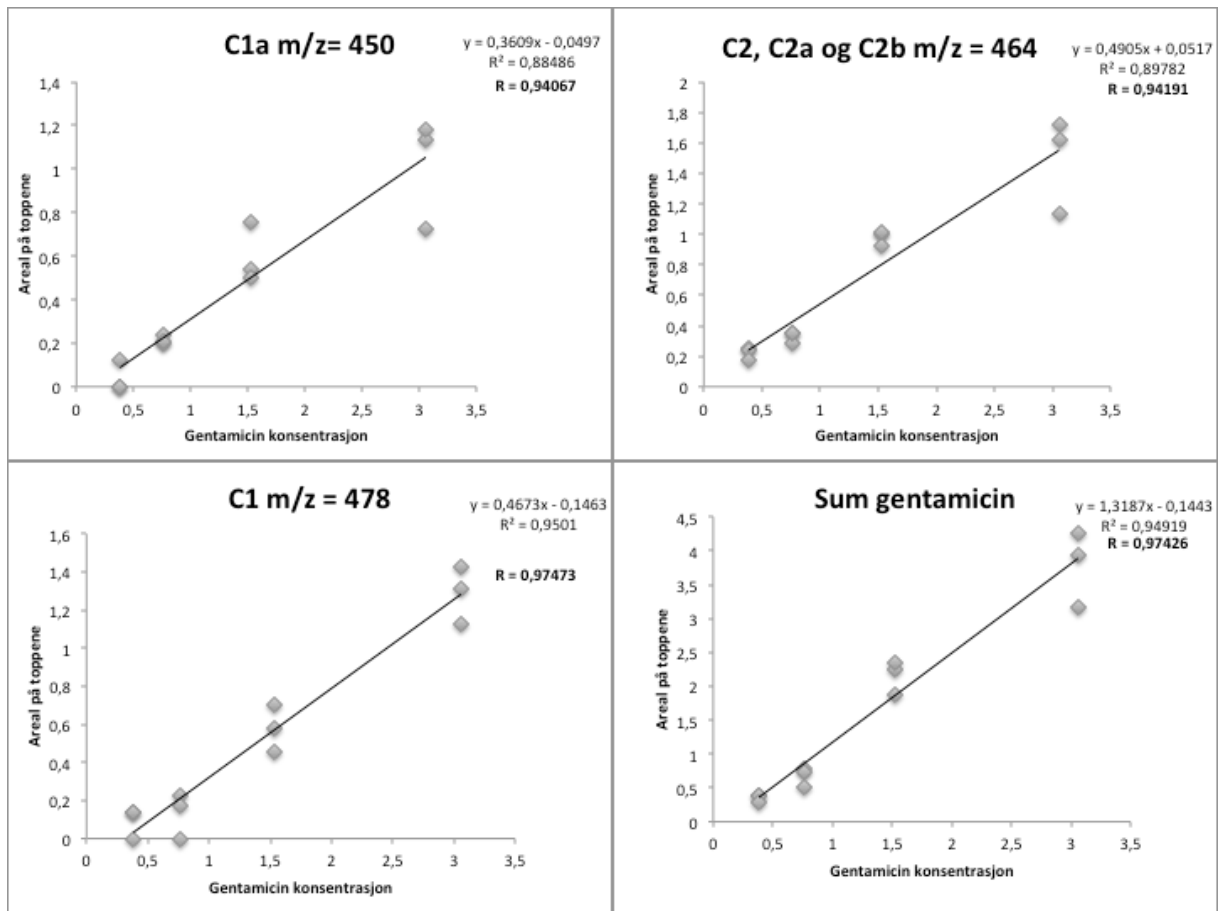 C1a m/z= 450
y = 0,3609x - 0,0497
R² = 0,88486
R = 0,94067
1,4
1,2
1
0,8
0,6
0,4
0,2
0
0
0,5
1
1,5
2
2,5
3
3,5
Areal på toppene
Gentamicin konsentrasjon
C2, C2a og C2b m/z = 464
y = 0,4905x + 0,0517
R² = 0,89782
R = 0,94191
2
1,8
1,6
1,4
1,2
1
0,8
0,6
0,4
0,2
0
0
0,5
1
1,5
2
2,5
3
3,5
Areal på toppene
Gentamicin konsentrasjon
C1 m/z = 478
y = 0,4673x - 0,1463
R² = 0,9501
R = 0,97473
1,6
1,4
1,2
1
0,8
0,6
0,4
0,2
0
0
0,5
1
1,5
2
2,5
3
3,5
Areal på toppene
Gentamicin konsentrasjon
Sum gentamicin
y = 1,3187x - 0,1443
R² = 0,94919
R = 0,97426
4,5
4
3,5
3
2,5
2
1,5
1
0,5
0
0
0,5
1
1,5
2
2,5
3
3,5
Areal på toppene
Gentamicin konsentrasjon